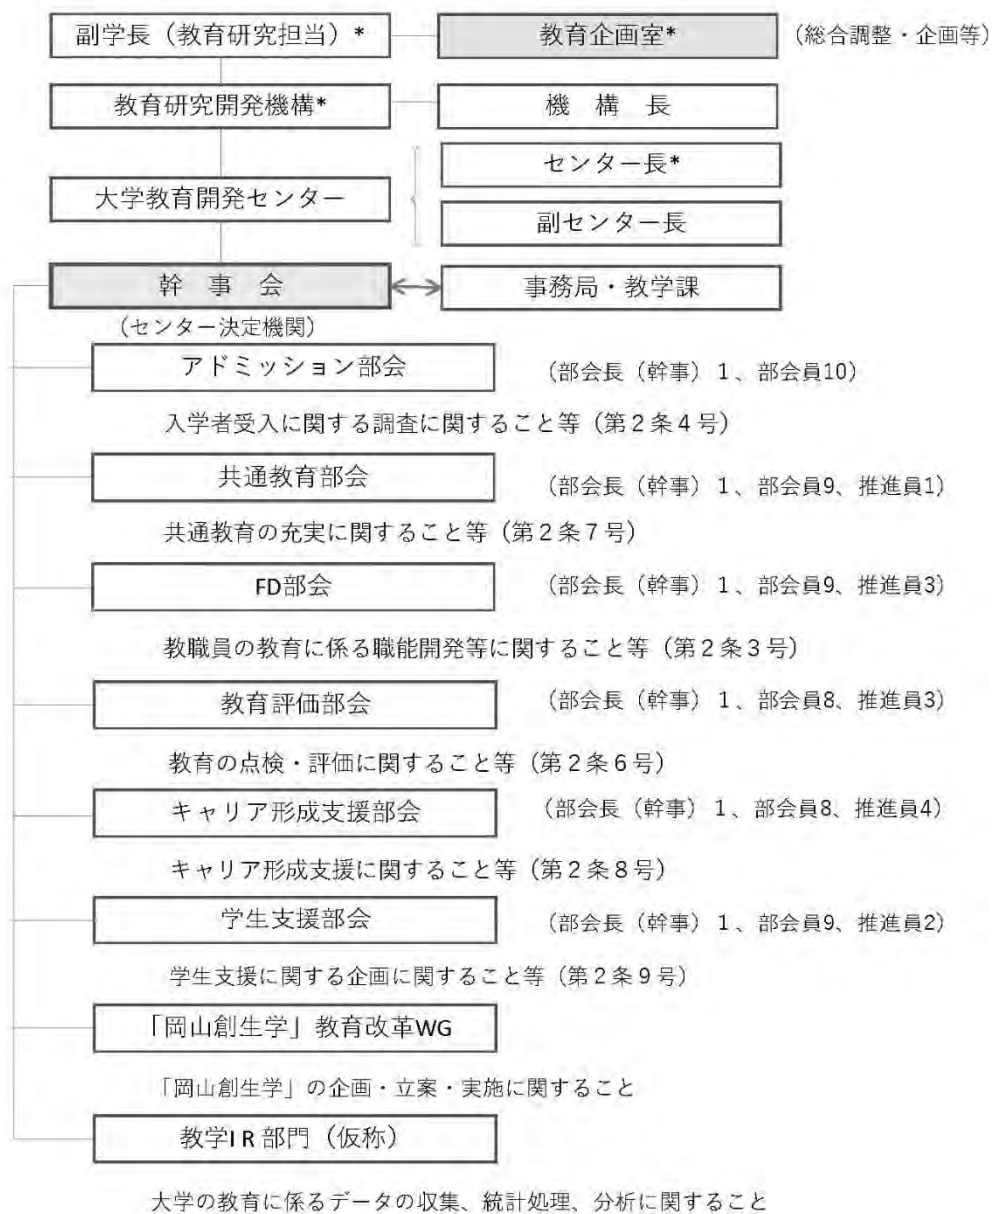 副学長（教育研究担当）*
教育企画室*
（総合調整・企画等）
教育研究開発機構*
機　構　長
センター長*
大学教育開発センター
副センター長
幹　事　会
事務局・教学課
（センター決定機関）
アドミッション部会
（部会長（幹事）１、部会員10）
入学者受入に関する調査に関すること等（第２条４号）
共通教育部会
（部会長（幹事）１、部会員9、推進員1）
共通教育の充実に関すること等（第２条７号）
FD部会
（部会長（幹事）１、部会員9、推進員3）
教職員の教育に係る職能開発等に関すること等（第２条３号）
教育評価部会
（部会長（幹事）１、部会員8、推進員3）
教育の点検・評価に関すること等（第２条６号）
キャリア形成支援部会
（部会長（幹事）１、部会員8、推進員4）
キャリア形成支援に関すること等（第２条８号）
学生支援部会
（部会長（幹事）１、部会員9、推進員2）
学生支援に関する企画に関すること等（第２条９号）
「岡山創生学」教育改革WG
「岡山創生学」の企画・立案・実施に関すること
教学IR部門（仮称）
大学の教育に係るデータの収集、統計処理、分析に関すること